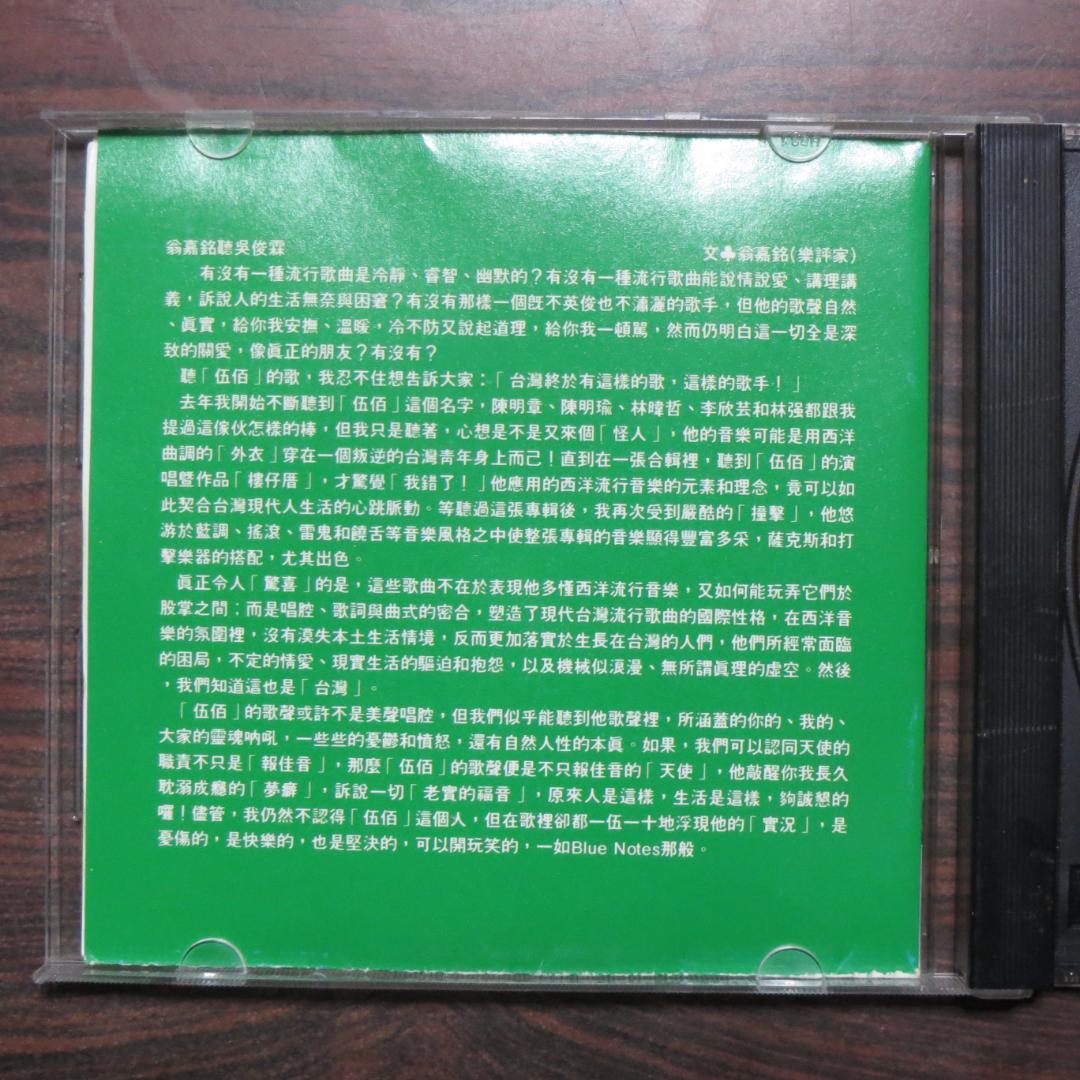 翁嘉銘聽吳俊霖
文♣翁嘉銘(樂評家)
有沒有一種流行歌曲是冷靜、睿智、幽默的?有沒有一種流行歌曲能說情說愛、講理講
義,訴說人的生活無奈與困窘?有沒有那樣一個旣不英俊也不瀟灑的歌手,但他的歌聲自然
、眞實,給你我安撫、溫暖,冷不防又說起道理,給你我一頓駡,然而仍明白這一切全是深
致的關愛,像眞正的朋友?有沒有?
聽「伍佰」的歌,我忍不住想告訴大家:「台灣終於有這樣的歌,這樣的歌手!」
去年我開始不斷聽到「伍佰」這個名字,陳明章、陳明瑜、林暐哲、李欣芸和林强都跟我
提過這傢伙怎樣的棒,但我只是聽著,心想是不是又來個「怪人」,他的音樂可能是用西洋
曲調的「外衣」穿在一個叛逆的台灣靑年身上而己!直到在一張合輯裡,聽到「伍佰」的演
唱暨作品「樓仔厝」,才驚覺「我錯了!」他應用的西洋流行音樂的元素和理念,竟可以如
此契合台灣現代人生活的心跳脈動。等聽過這張專輯後,我再次受到嚴酷的「撞擊」,他悠
游於藍調、搖滾、雷鬼和饒舌等音樂風格之中使整張專輯的音樂顯得豐富多采,薩克斯和打
擊樂器的搭配,尤其出色。
眞正令人「驚喜」的是,這些歌曲不在於表現他多懂西洋流行音樂,又如何能玩弄它們於
股掌之間;而是唱腔、歌詞與曲式的密合,塑造了現代台灣流行歌曲的國際性格,在西洋音
樂的氛圍裡,沒有漠失本土生活情境,反而更加落實於生長在台灣的人們,他們所經常面臨
的困局,不定的情愛、現實生活的驅迫和抱怨,以及機械似浪漫、無所謂眞理的虛空。然後
,我們知道這也是「台灣」。
「伍佰」的歌聲或許不是美聲唱腔,但我們似乎能聽到他歌聲裡,所涵蓋的你的、我的、
大家的靈魂吶吼,一些些的憂鬱和憤怒,還有自然人性的本眞。如果,我們可以認同天使的
職責不只是「報佳音」,那麼「伍佰」的歌聲便是不只報佳音的「天使」,他敲醒你我長久
耽溺成癮的「夢癖」,訴說一切「老實的福音」,原來人是這樣,生活是這樣,夠誠懇的
囉!儘管,我仍然不認得「伍佰」這個人,但在歌裡卻都一伍一十地浮現他的「實況」,是
憂傷的,是快樂的,也是堅決的,可以開玩笑的,一如Blue Notes那般。